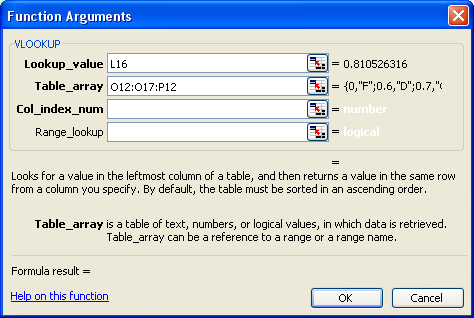 Function Arguments
VLOOKUP
Lookup_value L16 = 0.810526316
Table_array O12:O17:P12 = {0,"F";0.6,"D";0.7,"C
Col_index_num = number
Range_lookup = logical
=
Looks for a value in the leftmost column of a table, and then returns a value in the same row
from a column you specify. By default, the table must be sorted in an ascending order.
Table_array is a table of text, numbers, or logical values, in which data is retrieved.
Table_array can be a reference to a range or a range name.
Formula result =
Help on this function
OK Cancel